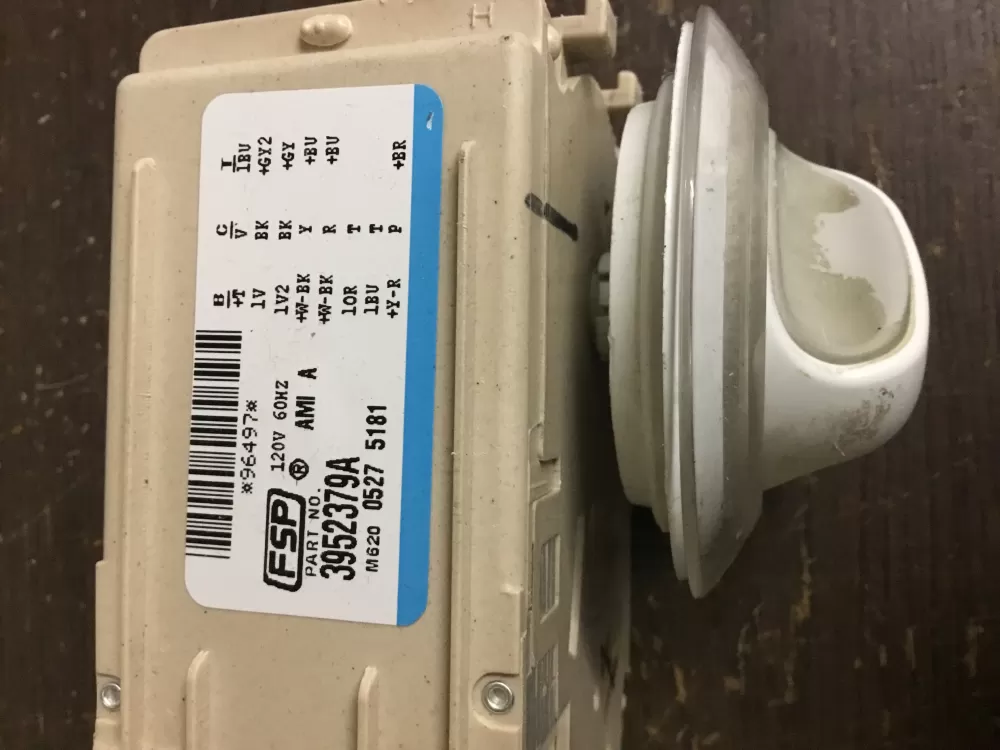 *96497*
FSP ® 120V 60HZ
PART NO. AMI A
3952379A
M620 0527 5181
B C I
+T V 1BU
1V BK +GY2
1V2 BK +GY
+W-BK Y +BU
+W-BK R +BU
1OR T
1BU T
+Y-R P +BR
H